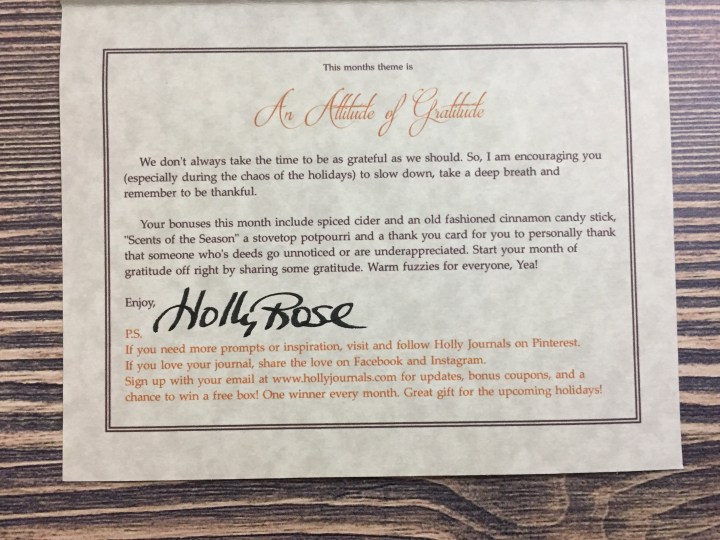 This months theme is
An Attitude of Gratitude
We don't always take the time to be as grateful as we should. So, I am encouraging you
(especially during the chaos of the holidays) to slow down, take a deep breath and
remember to be thankful.
Your bonuses this month include spiced cider and an old fashioned cinnamon candy stick,
"Scents of the Season" a stovetop potpourri and a thank you card for you to personally thank
that someone who's deeds go unnoticed or are underappreciated. Start your month of
gratitude off right by sharing some gratitude. Warm fuzzies for everyone, Yea!
Enjoy, Holly Rose
P.S.
If you need more prompts or inspiration, visit and follow Holly Journals on Pinterest.
If you love your journal, share the love on Facebook and Instagram.
Sign up with your email at www.hollyjournals.com for updates, bonus coupons, and a
chance to win a free box! One winner every month. Great gift for the upcoming holidays!